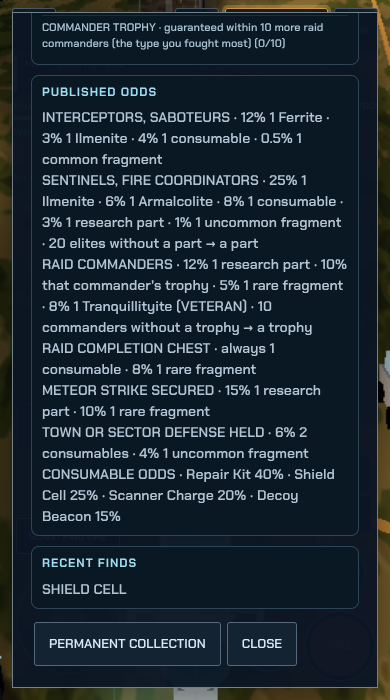 COMMANDER TROPHY · guaranteed within 10 more raid
commanders (the type you fought most) (0/10)
PUBLISHED ODDS
INTERCEPTORS, SABOTEURS · 12% 1 Ferrite ·
3% 1 Ilmenite · 4% 1 consumable · 0.5% 1
common fragment
SENTINELS, FIRE COORDINATORS · 25% 1
Ilmenite · 6% 1 Armalcolite · 8% 1 consumable ·
3% 1 research part · 1% 1 uncommon fragment
· 20 elites without a part → a part
RAID COMMANDERS · 12% 1 research part · 10%
that commander's trophy · 5% 1 rare fragment
· 8% 1 Tranquillityite (VETERAN) · 10
commanders without a trophy → a trophy
RAID COMPLETION CHEST · always 1
consumable · 8% 1 rare fragment
METEOR STRIKE SECURED · 15% 1 research
part · 10% 1 rare fragment
TOWN OR SECTOR DEFENSE HELD · 6% 2
consumables · 4% 1 uncommon fragment
CONSUMABLE ODDS · Repair Kit 40% · Shield
Cell 25% · Scanner Charge 20% · Decoy
Beacon 15%
RECENT FINDS
SHIELD CELL
PERMANENT COLLECTION
CLOSE